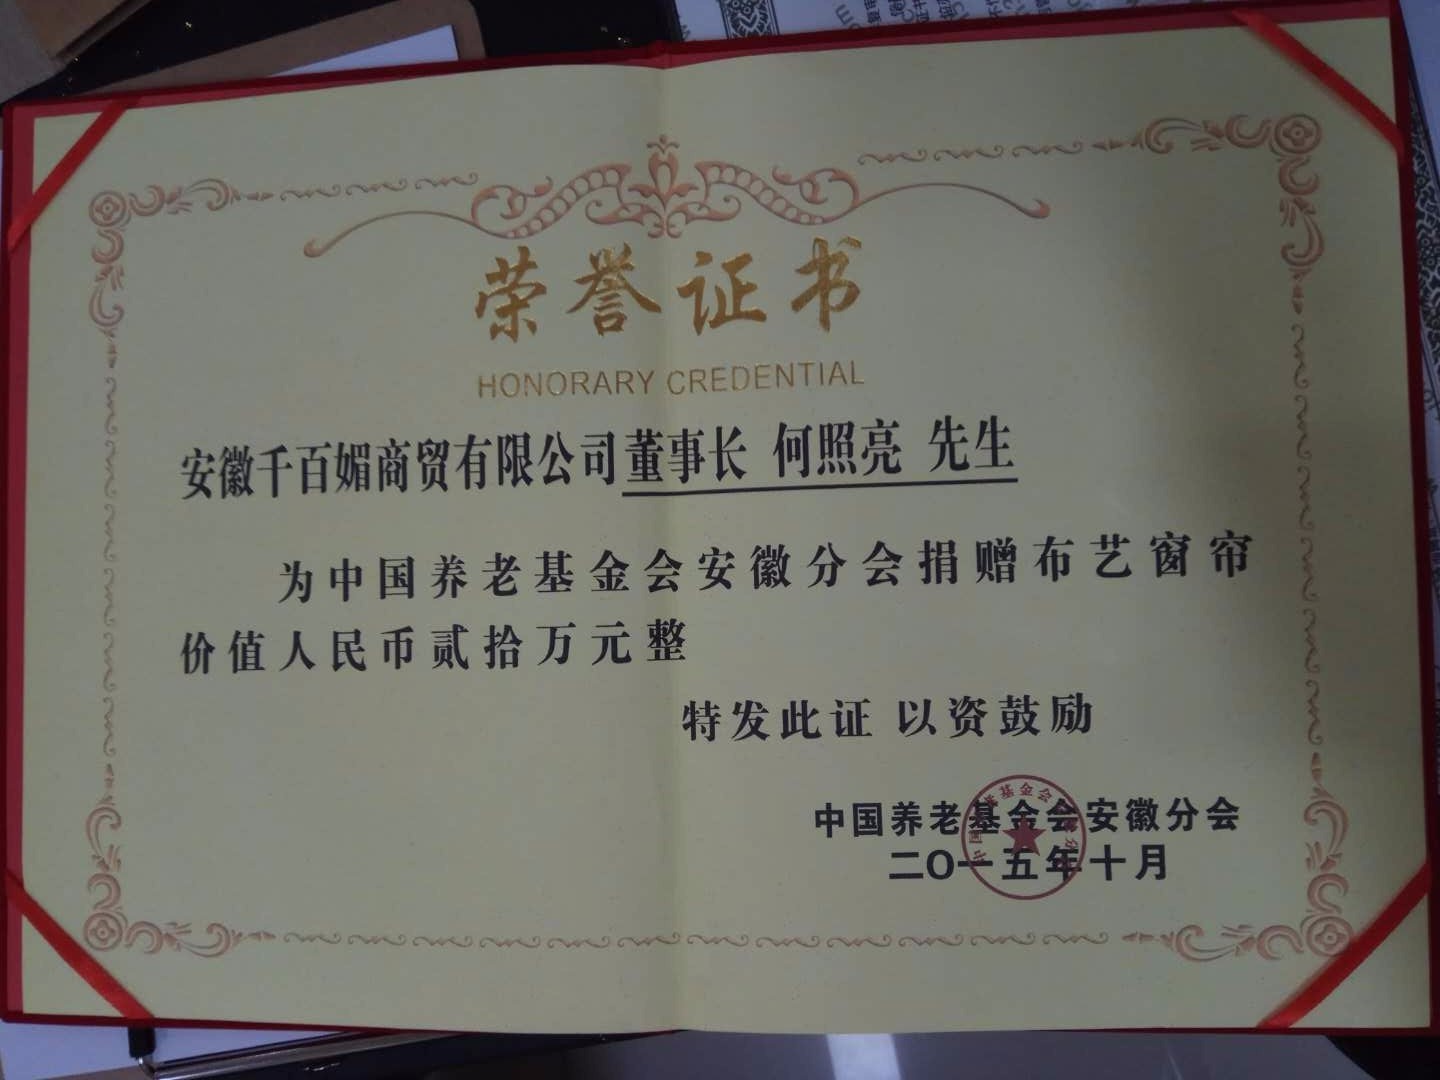 荣誉证书
HONORARY CREDENTIAL
安徽千百媚商贸有限公司董事长 何照亮 先生
为中国养老基金会安徽分会捐赠布艺窗帘
价值人民币贰拾万元整
特发此证 以资鼓励
中国养老基金会安徽分会
二〇一五年十月